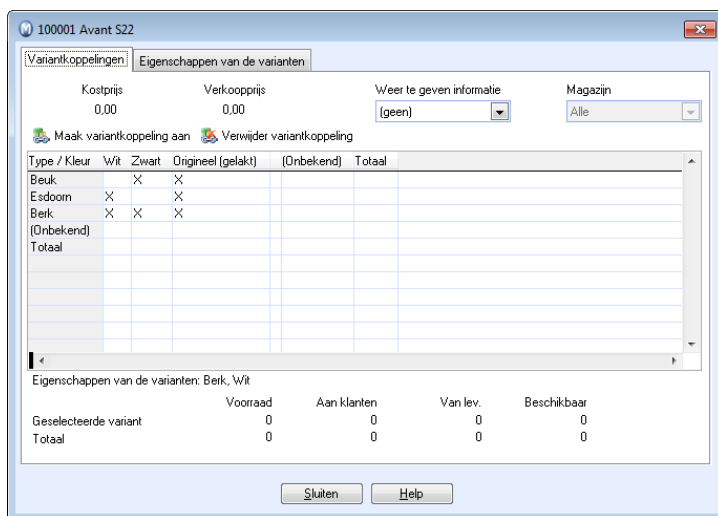 100001 Avant S22
Variantkoppelingen Eigenschappen van de varianten
Kostprijs Verkoopprijs Weer te geven informatie Magazijn
0,00 0,00 (geen) Alle
Maak variantkoppeling aan Verwijder variantkoppeling
Type / Kleur Wit Zwart Origineel (gelakt) (Onbekend) Totaal
Beuk X X
Esdoorn X X
Berk X X X
(Onbekend)
Totaal
Eigenschappen van de varianten: Berk, Wit
Voorraad Aan klanten Van lev. Beschikbaar
Geselecteerde variant 0 0 0 0
Totaal 0 0 0 0
Sluiten Help